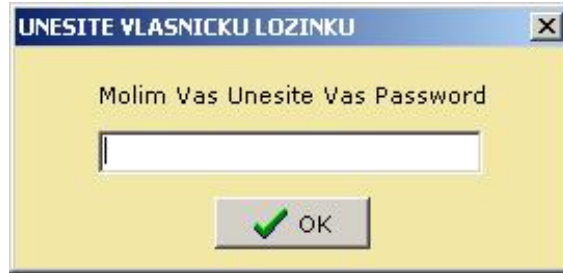 UNESITE VLASNICKU LOZINKU
Molim Vas Unesite Vas Password
OK